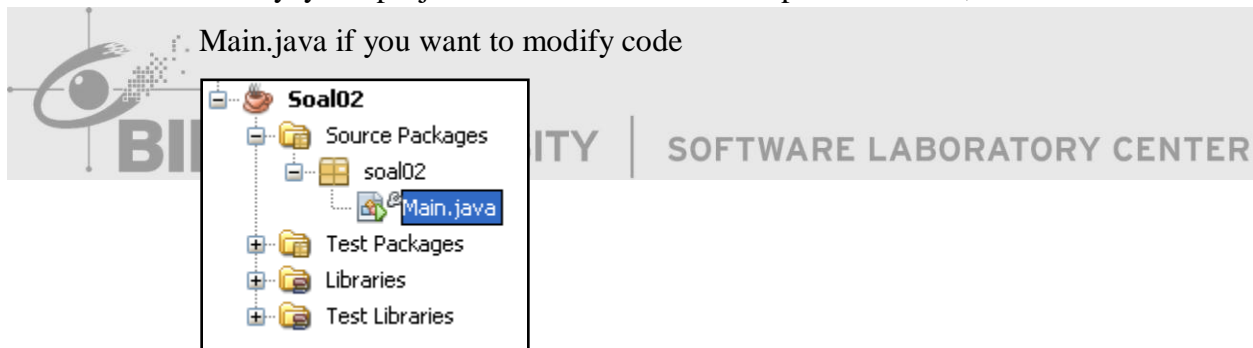 Main.java if you want to modify code
Soal02
Source Packages
soal02
Main.java
Test Packages
Libraries
Test Libraries
BI
ITY | SOFTWARE LABORATORY CENTER